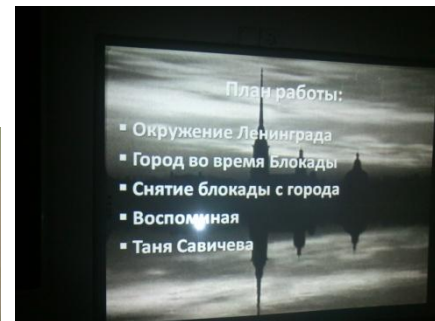 План работы:
▪ Окружение Ленинграда
▪ Город во время Блокады
▪ Снятие блокады с города
▪ Воспоминая
▪ Таня Савичева